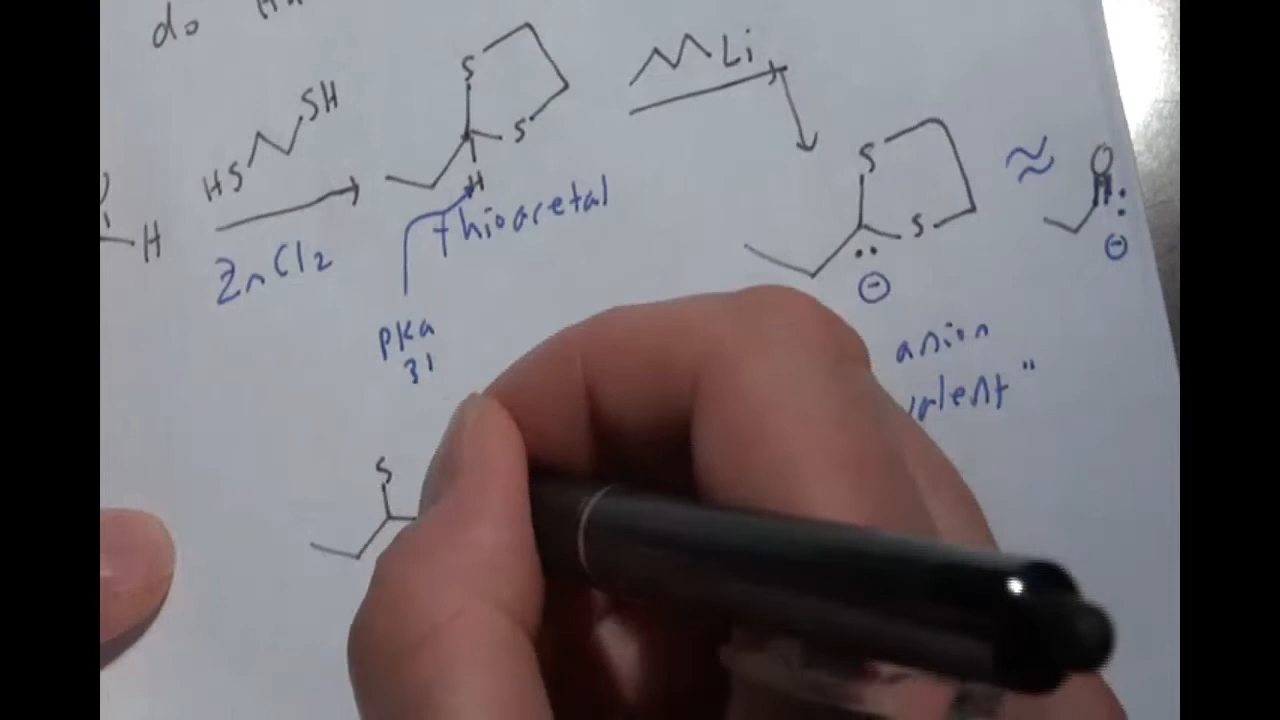 do
SH
HS
ZnCl2
H
S
S
H
Thioacetal
pKa
31
Li
S
S
⊖
≈
⊖
anion
"
S